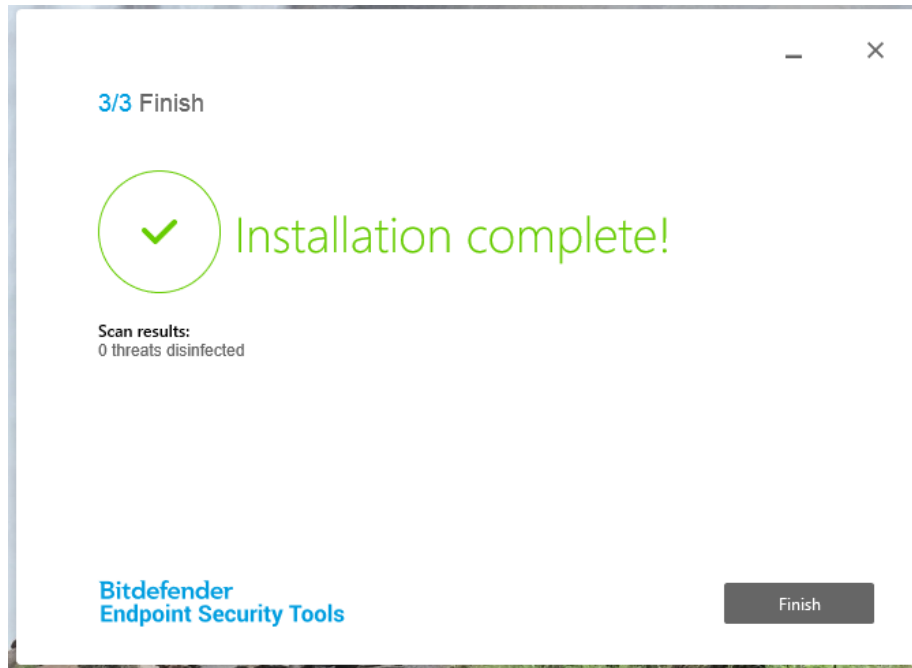 3/3 Finish
Installation complete!
Scan results:
0 threats disinfected
Bitdefender
Endpoint Security Tools
Finish